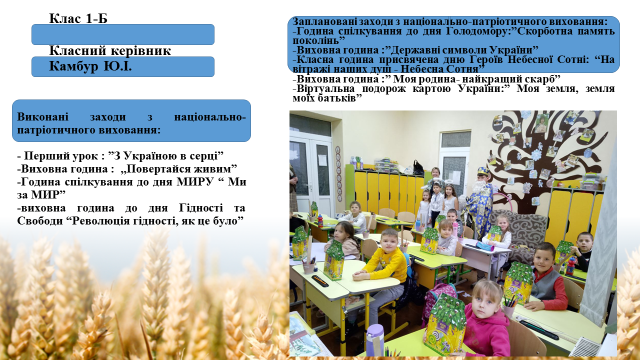 Клас 1-Б
Класний керівник
Камбур Ю.І.
Виконані заходи з національно-
патріотичного виховання:
- Перший урок : ”З Україною в серці”
-Виховна година : ,,Повертайся живим”
-Година спілкування до дня МИРУ “ Ми
за МИР”
-виховна година до дня Гідності та
Свободи “Революція гідності, як це було”
Заплановані заходи з національно-патріотичного виховання:
-Година спілкування до дня Голодомору:”Скорботна память
поколінь”
-Виховна година :”Державні символи України”
-Класна година присвячена дню Героїв Небесної Сотні: “На
вітражі наших душ - Небесна Сотня”
-Виховна година :” Моя родина- найкращий скарб”
-Віртуальна подорож картою України:” Моя земля, земля
моїх батьків”